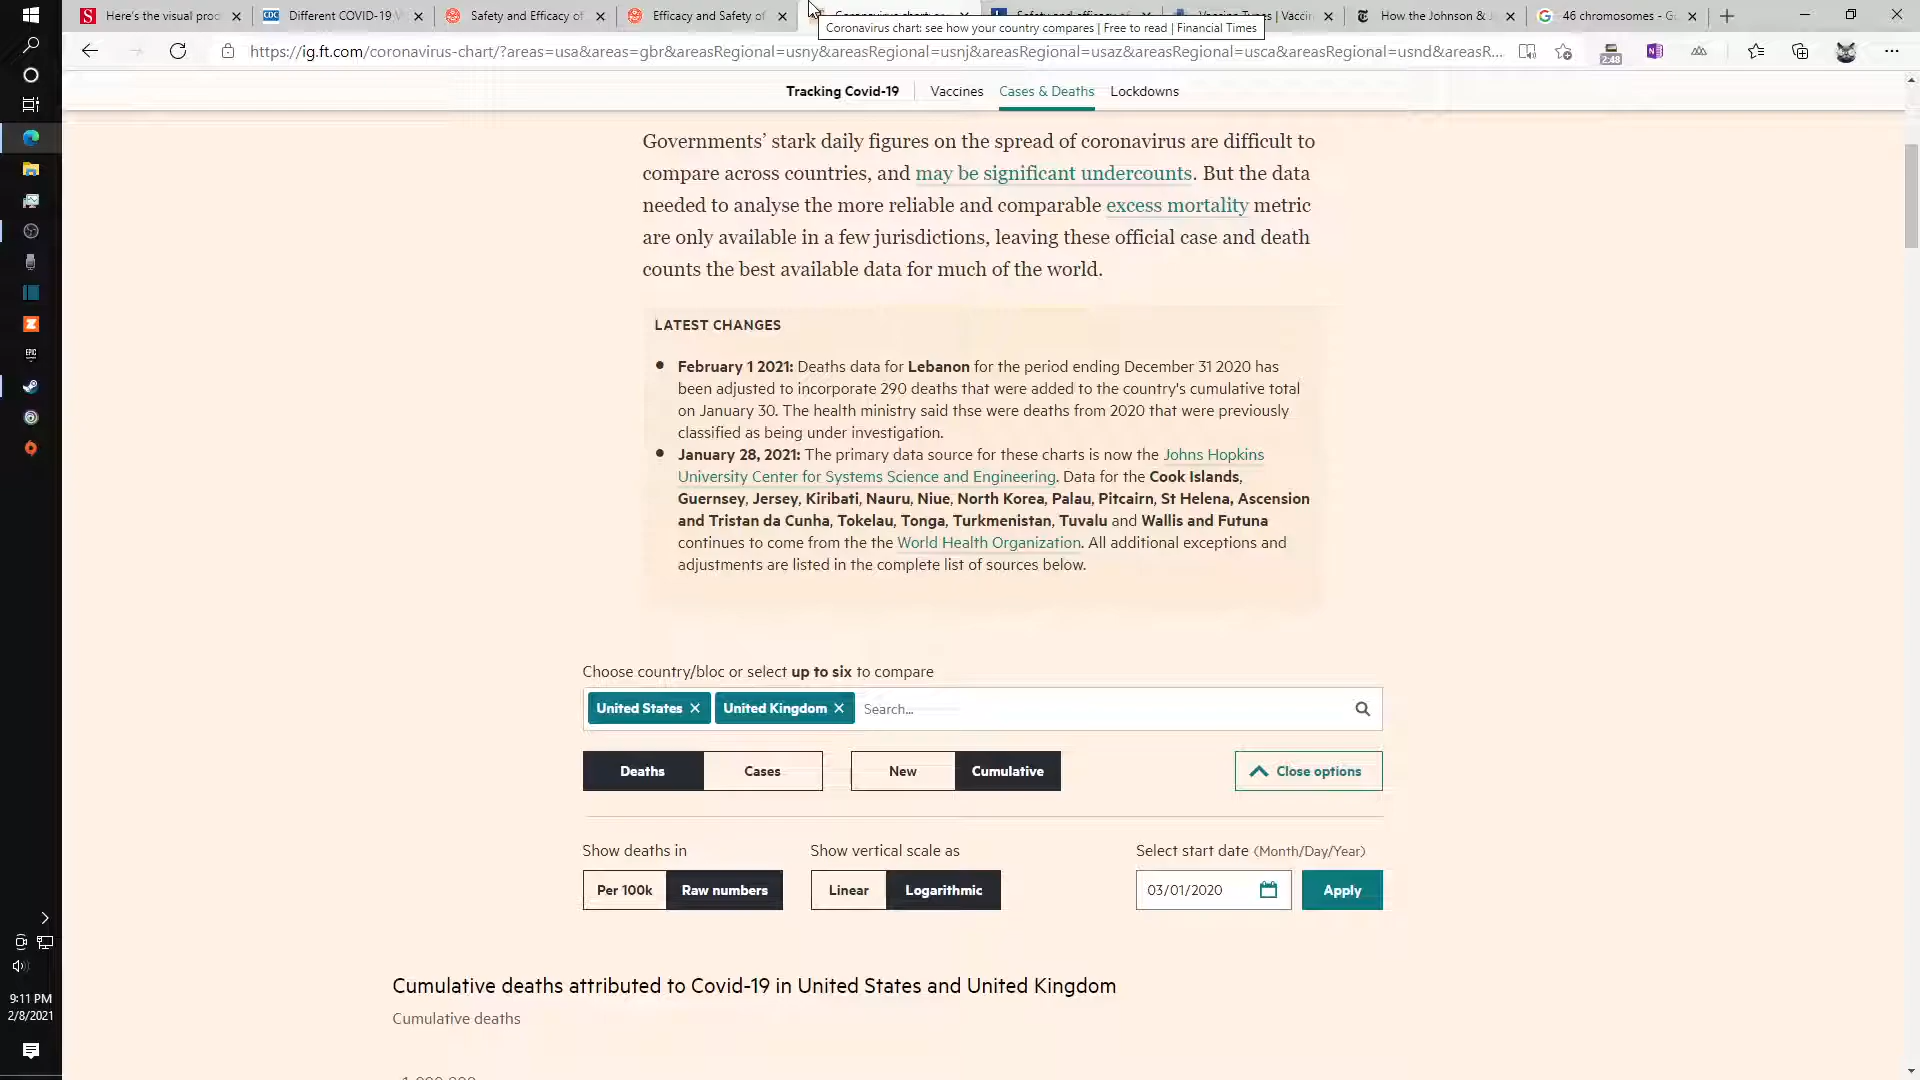 Here's the visual proc
Different COVID-19 V
Safety and Efficacy of
Efficacy and Safety of
Vaccine Types | Vaccin
How the Johnson & J
46 chromosomes - Go
Coronavirus chart: see how your country compares | Free to read | Financial Times
https://ig.ft.com/coronavirus-chart/?areas=usa&areas=gbr&areasRegional=usny&areasRegional=usnj&areasRegional=usaz&areasRegional=usca&areasRegional=usnd&areasR...
2:48
Tracking Covid-19
Vaccines
Cases & Deaths
Lockdowns
Governments’ stark daily figures on the spread of coronavirus are difficult to
compare across countries, and may be significant undercounts. But the data
needed to analyse the more reliable and comparable excess mortality metric
are only available in a few jurisdictions, leaving these official case and death
counts the best available data for much of the world.
LATEST CHANGES
February 1 2021: Deaths data for Lebanon for the period ending December 31 2020 has
been adjusted to incorporate 290 deaths that were added to the country's cumulative total
on January 30. The health ministry said thse were deaths from 2020 that were previously
classified as being under investigation.
January 28, 2021: The primary data source for these charts is now the Johns Hopkins
University Center for Systems Science and Engineering. Data for the Cook Islands,
Guernsey, Jersey, Kiribati, Nauru, Niue, North Korea, Palau, Pitcairn, St Helena, Ascension
and Tristan da Cunha, Tokelau, Tonga, Turkmenistan, Tuvalu and Wallis and Futuna
continues to come from the the World Health Organization. All additional exceptions and
adjustments are listed in the complete list of sources below.
Choose country/bloc or select up to six to compare
United States
United Kingdom
Search...
Deaths
Cases
New
Cumulative
Close options
Show deaths in
Show vertical scale as
Select start date (Month/Day/Year)
Per 100k
Raw numbers
Linear
Logarithmic
03/01/2020
Apply
Cumulative deaths attributed to Covid-19 in United States and United Kingdom
Cumulative deaths
9:11 PM
2/8/2021